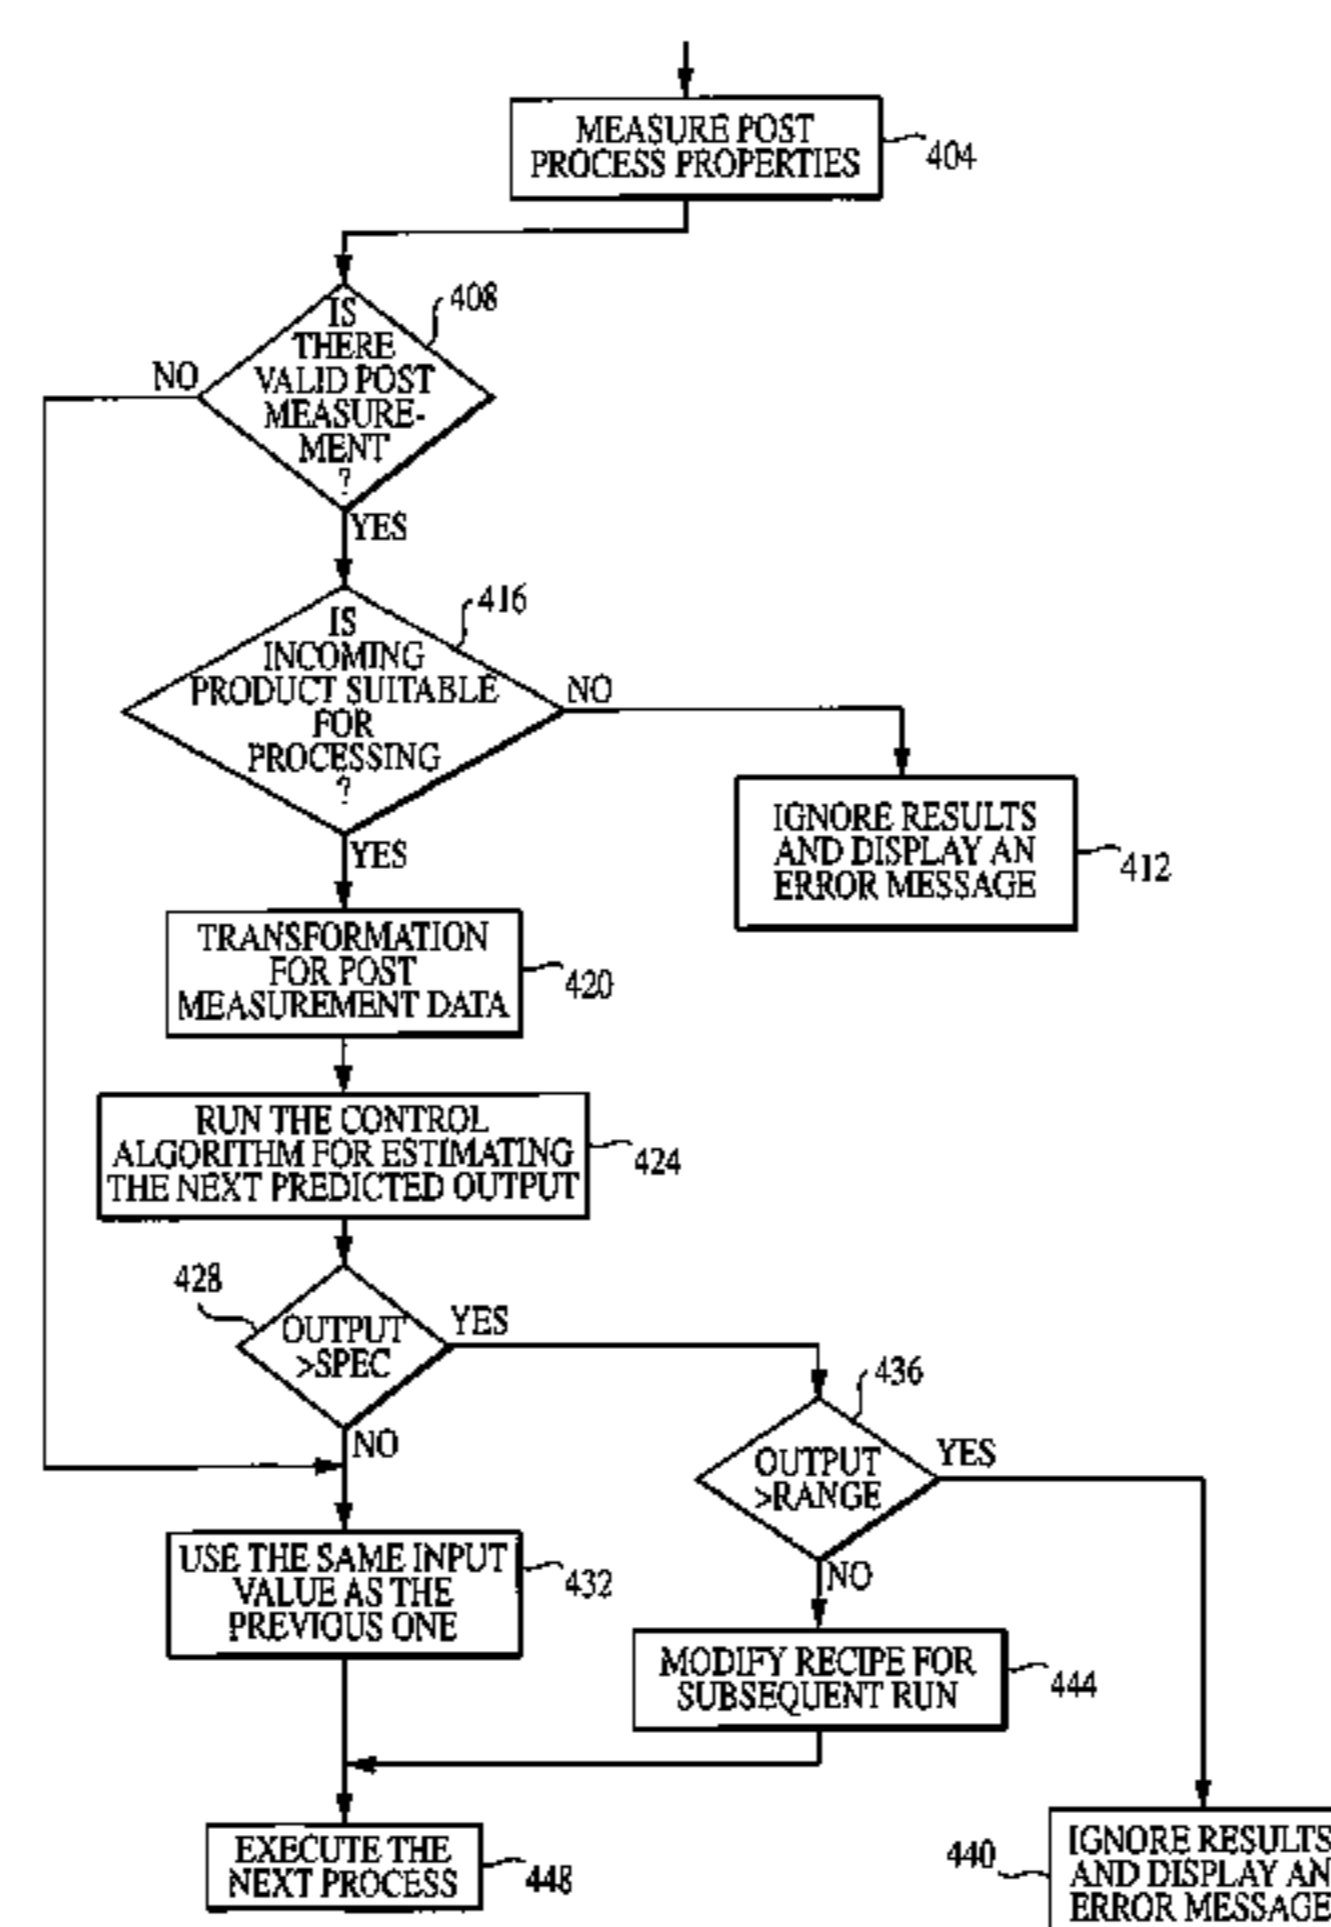 MEASURE POST
PROCESS PROPERTIES
404
IS
THERE
VALID POST
MEASURE-
MENT
?
408
NO
YES
IS
INCOMING
PRODUCT SUITABLE
FOR
PROCESSING
?
416
NO
YES
IGNORE RESULTS
AND DISPLAY AN
ERROR MESSAGE
412
TRANSFORMATION
FOR POST
MEASUREMENT DATA
420
RUN THE CONTROL
ALGORITHM FOR ESTIMATING
THE NEXT PREDICTED OUTPUT
424
428
OUTPUT
>SPEC
YES
NO
436
OUTPUT
>RANGE
YES
NO
USE THE SAME INPUT
VALUE AS THE
PREVIOUS ONE
432
MODIFY RECIPE FOR
SUBSEQUENT RUN
444
EXECUTE THE
NEXT PROCESS
448
440
IGNORE RESULTS
AND DISPLAY AN
ERROR MESSAGE